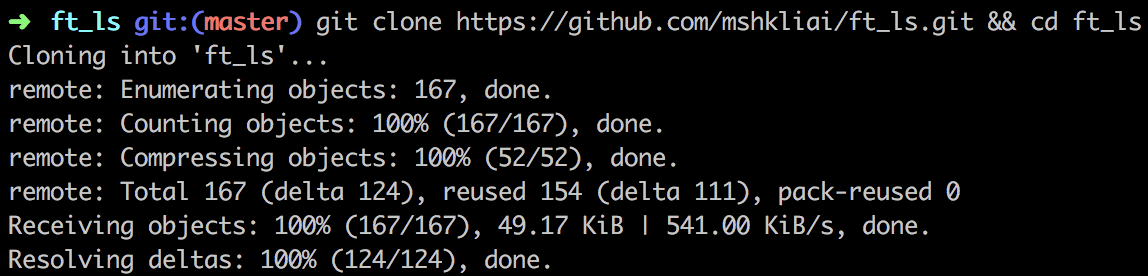 ➜  ft_ls git:(master) git clone https://github.com/mshkliai/ft_ls.git && cd ft_ls
Cloning into 'ft_ls'...
remote: Enumerating objects: 167, done.
remote: Counting objects: 100% (167/167), done.
remote: Compressing objects: 100% (52/52), done.
remote: Total 167 (delta 124), reused 154 (delta 111), pack-reused 0
Receiving objects: 100% (167/167), 49.17 KiB | 541.00 KiB/s, done.
Resolving deltas: 100% (124/124), done.